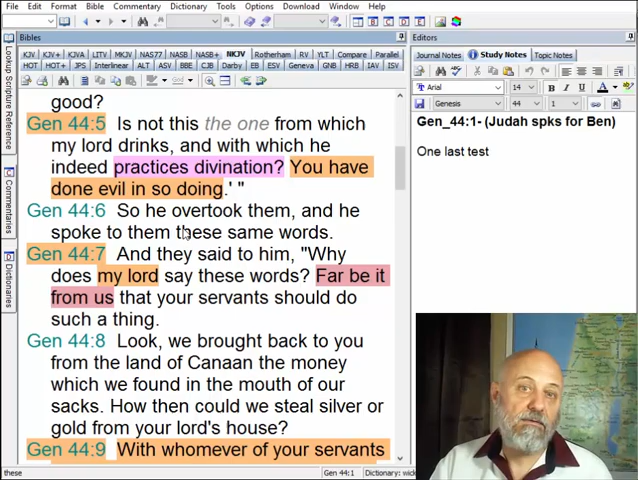 File Bible Edit Commentary Dictionary Tools Options Download Window Help
Bibles
Editors
KJV KJV+ KJVA LITV MKJV NAS77 NASB NASB+ NKJV Rotherham RV YLT Compare Parallel
HOT+ JPS Interlinear ALT ASV BBE CJB Darby EBR ESV Geneva GNB HRB IAV ISV
Journal Notes Study Notes Topic Notes
Arial 14
Genesis 44 1
Lookup Scripture Reference
Commentaries
Dictionaries
good?
Gen 44:5 Is not this the one from which
my lord drinks, and with which he
indeed practices divination? You have
done evil in so doing.' "
Gen 44:6 So he overtook them, and he
spoke to them these same words.
Gen 44:7 And they said to him, "Why
does my lord say these words? Far be it
from us that your servants should do
such a thing.
Gen 44:8 Look, we brought back to you
from the land of Canaan the money
which we found in the mouth of our
sacks. How then could we steal silver or
gold from your lord's house?
Gen 44:9 With whomever of your servants
Gen_44:1- (Judah spks for Ben)
One last test
these
Gen 44:1
Dictionary: